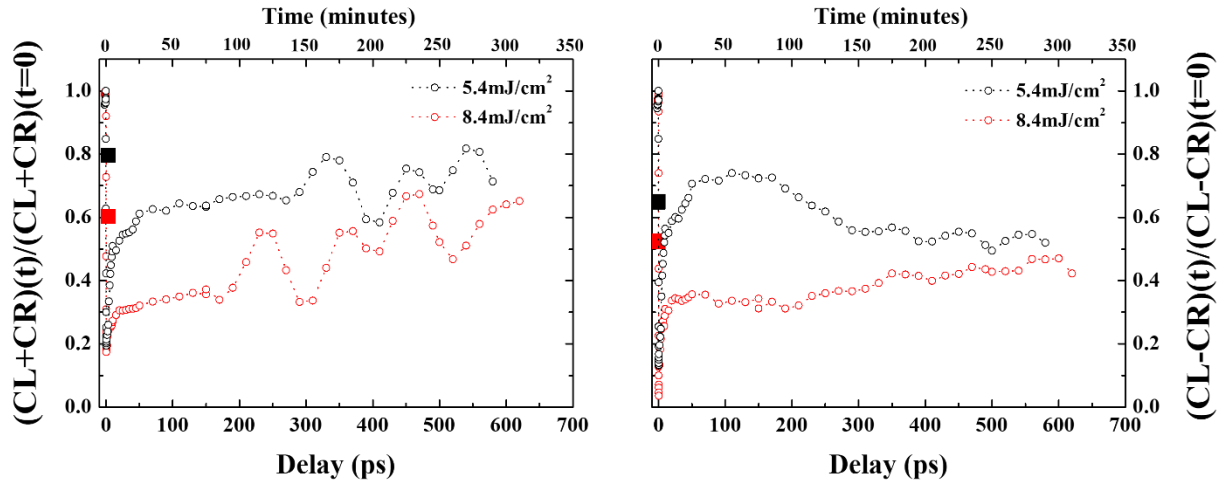 Time (minutes)
0 50 100 150 200 250 300 350
((CL+CR)(t)/(CL+CR)(t=0)
1.0
0.8
0.6
0.4
0.2
0.0
5.4mJ/cm²
8.4mJ/cm²
0 100 200 300 400 500 600 700
Delay (ps)
Time (minutes)
0 50 100 150 200 250 300 350
5.4mJ/cm²
8.4mJ/cm²
1.0
0.8
0.6
0.4
0.2
0.0
((CL-CR)(t)/(CL-CR)(t=0)
0 100 200 300 400 500 600 700
Delay (ps)